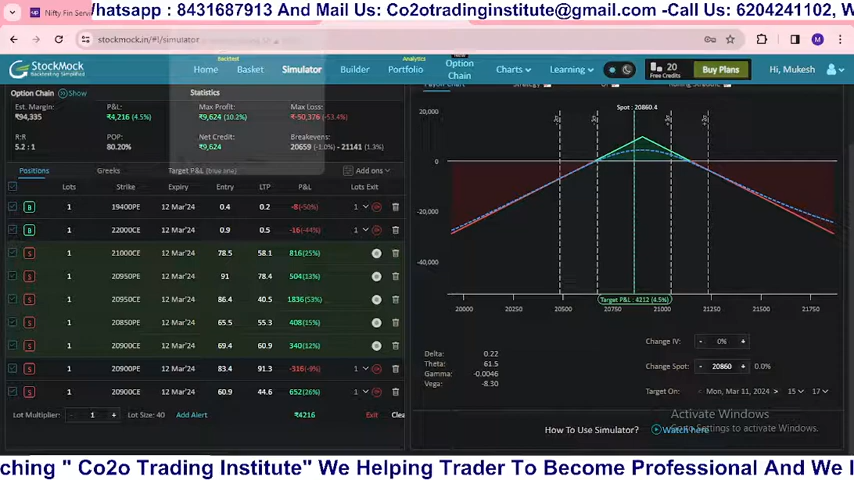 Whatsapp : 8431687913 And Mail Us: Co2otradinginstitute@gmail.com -Call Us: 6204241102, W
Nifty Fin Serv
stockmock.in/#!/simulator
StockMock
Backtesting Simplified
Home
Backtest
Basket
Simulator
Builder
Analytics
Portfolio
Option Chain
Charts
Learning
20
Free Credits
Buy Plans
Hi, Mukesh
Option Chain
Show
Statistics
Est. Margin:
₹94,335
P&L:
₹4,216 (4.5%)
Max Profit:
₹9,624 (10.2%)
Max Loss:
₹-50,376 (-53.4%)
R:R
5.2 : 1
POP:
80.20%
Net Credit:
₹9,624
Breakevens:
20659 (-1.0%) - 21141 (1.3%)
Positions
Greeks
Target P&L
Add ons
Lots Strike Expiry Entry LTP P&L Lots Exit
B 1 19400PE 12 Mar'24 0.4 0.2 -8(-50%) 1
B 1 22000CE 12 Mar'24 0.9 0.5 -16(-44%) 1
S 1 21000CE 12 Mar'24 78.5 58.1 816(25%)
S 1 20950PE 12 Mar'24 91 78.4 504(13%)
S 1 20950CE 12 Mar'24 86.4 40.5 1836(53%)
S 1 20850PE 12 Mar'24 65.5 55.3 408(15%)
S 1 20900CE 12 Mar'24 69.4 60.9 340(12%)
S 1 20900PE 12 Mar'24 83.4 91.3 -316(-9%) 1
S 1 20900CE 12 Mar'24 60.9 44.6 652(26%) 1
Lot Multiplier: - 1 + Lot Size: 40 Add Alert ₹4216 Exit Clea
Spot : 20860.4
20,000
0
-20,000
-40,000
Target P&L : 4212 (4.5%)
20000 20250 20500 20750 21000 21250 21500 21750
Delta: 0.22
Theta: 61.5
Gamma: -0.0046
Vega: -8.30
Change IV: - 0% +
Change Spot: - 20860 + 0.0%
Target On: < Mon, Mar 11, 2024 > 15 17
Activate Windows
Go to Settings to activate Windows.
How To Use Simulator? Watch here
ching " Co2o Trading Institute" We Helping Trader To Become Professional And We